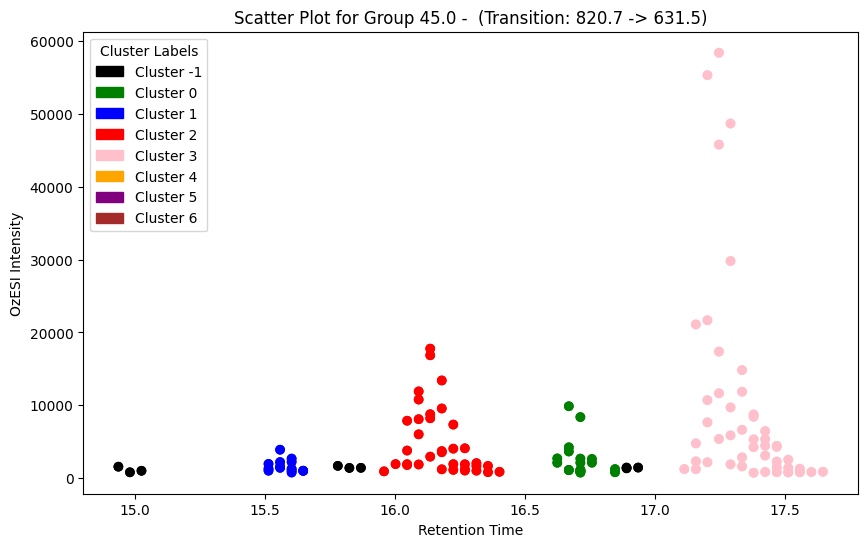 Scatter Plot for Group 45.0 -  (Transition: 820.7 -> 631.5)
Cluster Labels
Cluster -1
Cluster 0
Cluster 1
Cluster 2
Cluster 3
Cluster 4
Cluster 5
Cluster 6
OzESI Intensity
60000
50000
40000
30000
20000
10000
0
15.0 15.5 16.0 16.5 17.0 17.5
Retention Time